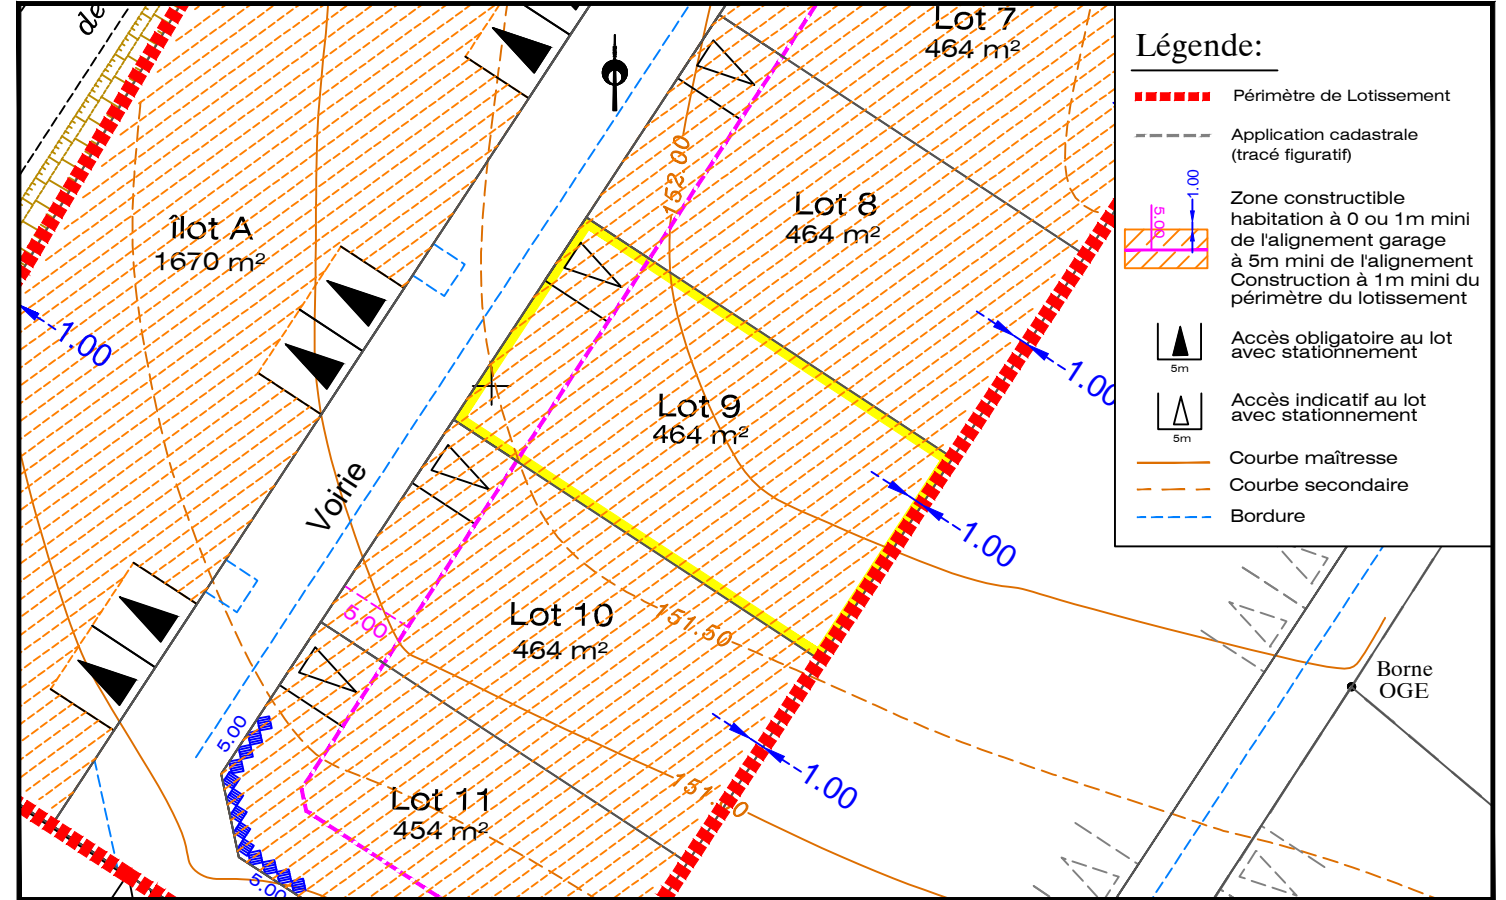 de
Lot 7
464 m²
152.00
Lot 8
464 m²
îlot A
1670 m²
1.00
1.00
Lot 9
464 m²
Voirie
1.00
5.00
Lot 10
464 m²
151.50
5.00
1.00
Lot 11
454 m²
5.00
Borne
OGE
Légende:
Périmètre de Lotissement
Application cadastrale
(tracé figuratif)
1.00
5.00
Zone constructible
habitation à 0 ou 1m mini
de l'alignement garage
à 5m mini de l'alignement
Construction à 1m mini du
périmètre du lotissement
Accès obligatoire au lot
avec stationnement
5m
Accès indicatif au lot
avec stationnement
5m
Courbe maîtresse
Courbe secondaire
Bordure